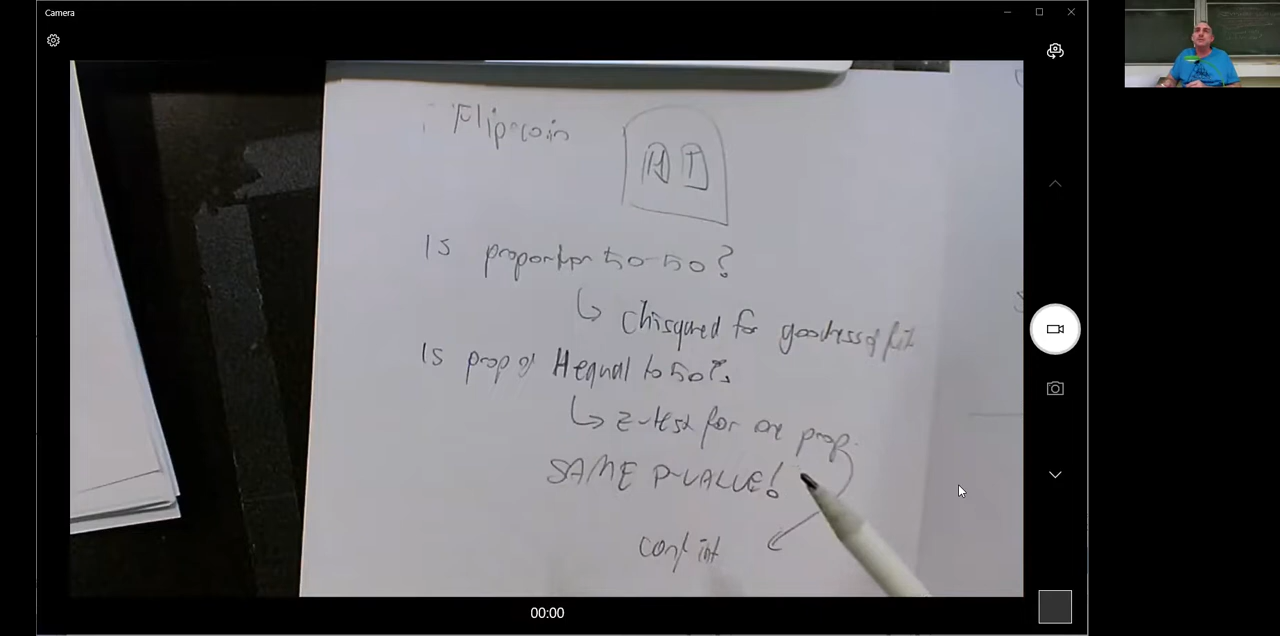 Camera
Flip coin
H T
Is proportion 50-50?
Chisquared for goodness of fit
Is prop of H equal to 50%
z-test for one prop.
SAME P-VALUE!
conf int
00:00